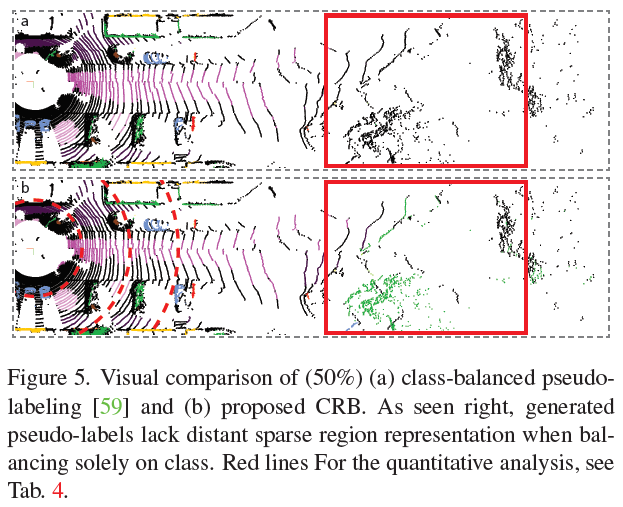 a
b
Figure 5. Visual comparison of (50%) (a) class-balanced pseudo-
labeling [59] and (b) proposed CRB. As seen right, generated
pseudo-labels lack distant sparse region representation when bal-
ancing solely on class. Red lines For the quantitative analysis, see
Tab. 4.